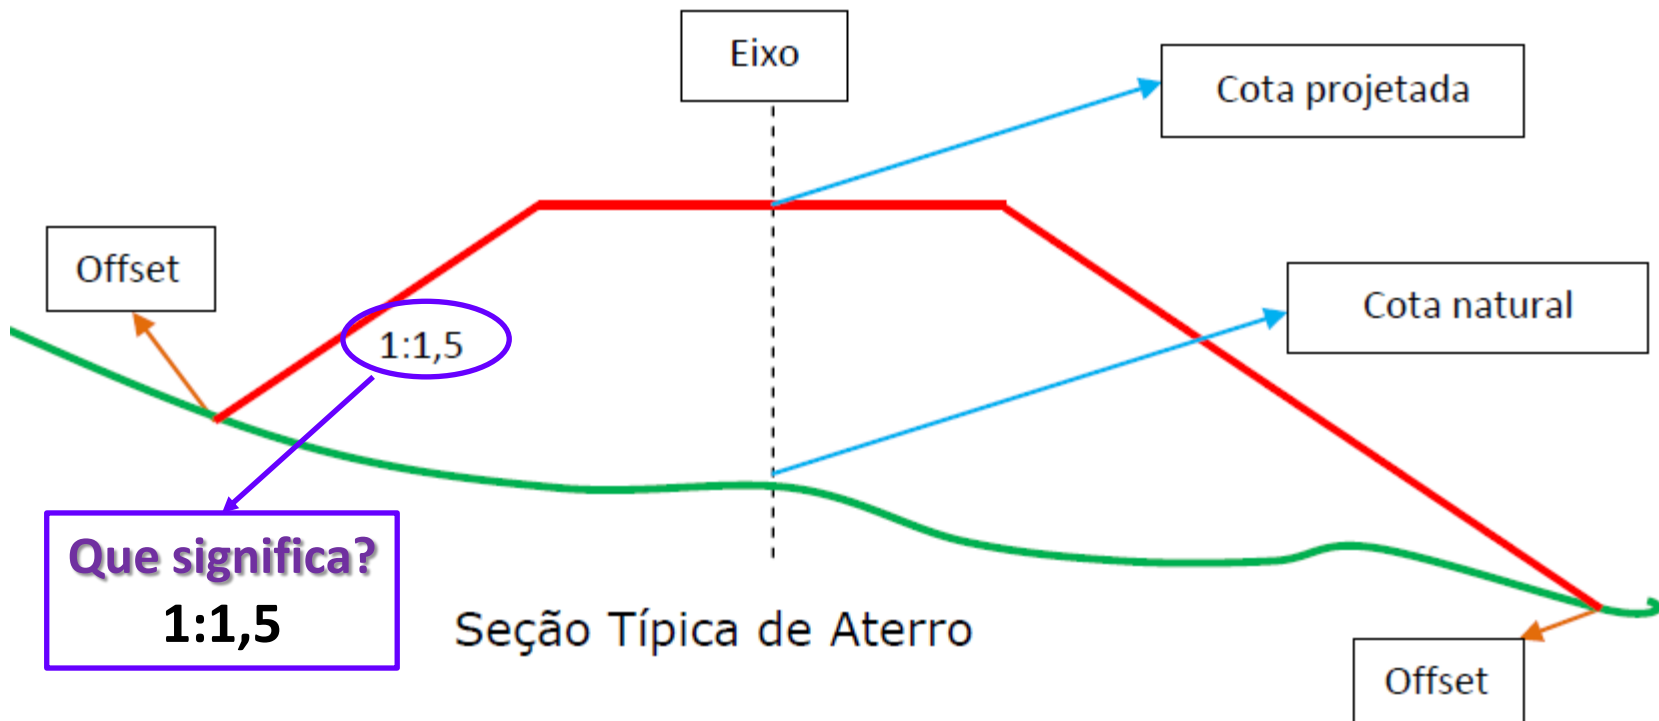 Eixo
Cota projetada
Offset
Cota natural
1:1,5
Que significa?
1:1,5
Seção Típica de Aterro
Offset